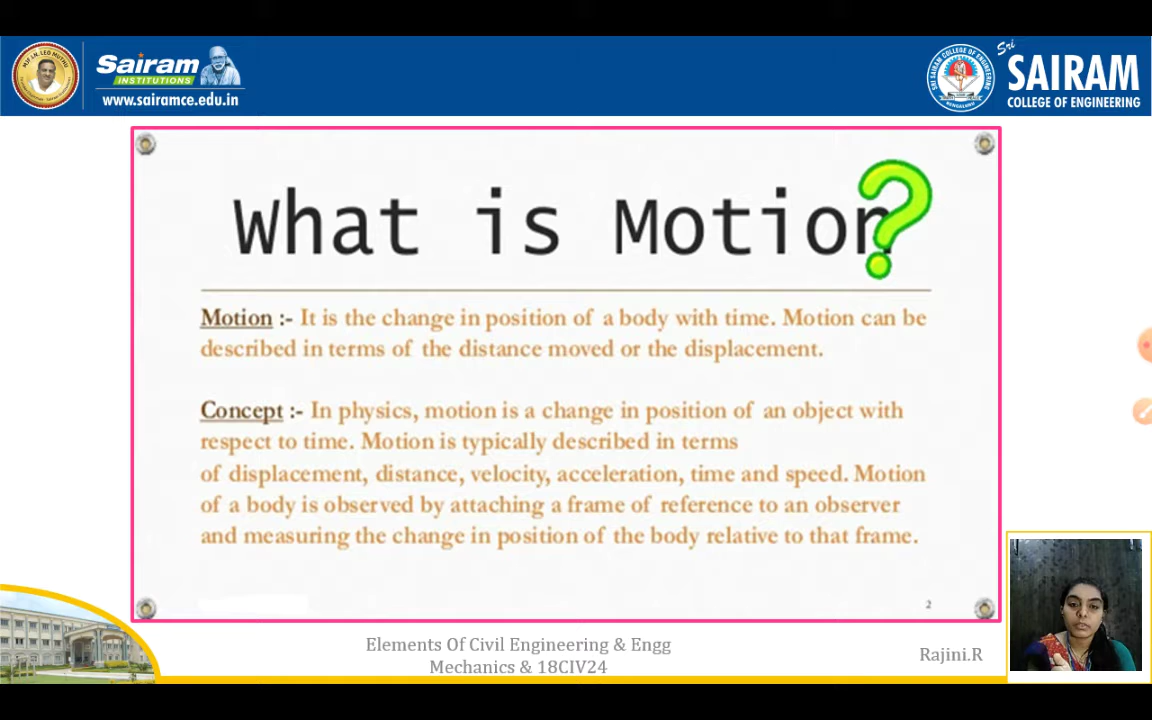 Sairam
INSTITUTIONS
www.sairamce.edu.in
Sri
SAIRAM
COLLEGE OF ENGINEERING
What is Motion?
Motion :- It is the change in position of a body with time. Motion can be
described in terms of the distance moved or the displacement.
Concept :- In physics, motion is a change in position of an object with
respect to time. Motion is typically described in terms
of displacement, distance, velocity, acceleration, time and speed. Motion
of a body is observed by attaching a frame of reference to an observer
and measuring the change in position of the body relative to that frame.
2
Elements Of Civil Engineering & Engg
Mechanics & 18CIV24
Rajini.R